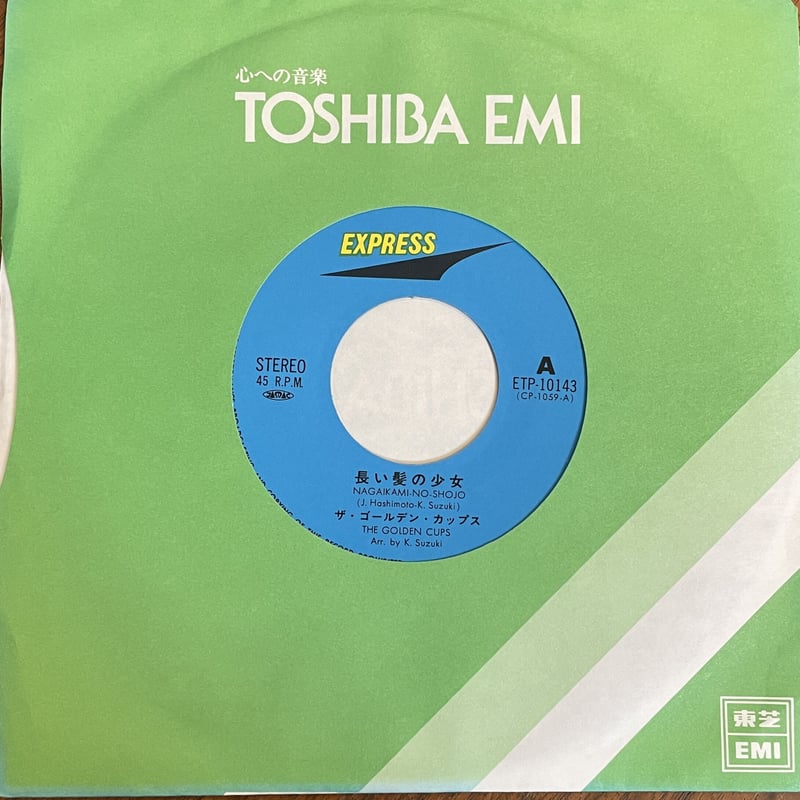 心への音楽
TOSHIBA EMI
EXPRESS
STEREO
45 R.P.M.
JASRAC
A
ETP-10143
(CP-1059-A)
長い髪の少女
NAGAIKAMI-NO-SHOJO
(J. Hashimoto-K. Suzuki)
ザ・ゴールデン・カップス
THE GOLDEN CUPS
Arr. by K. Suzuki
東芝
EMI